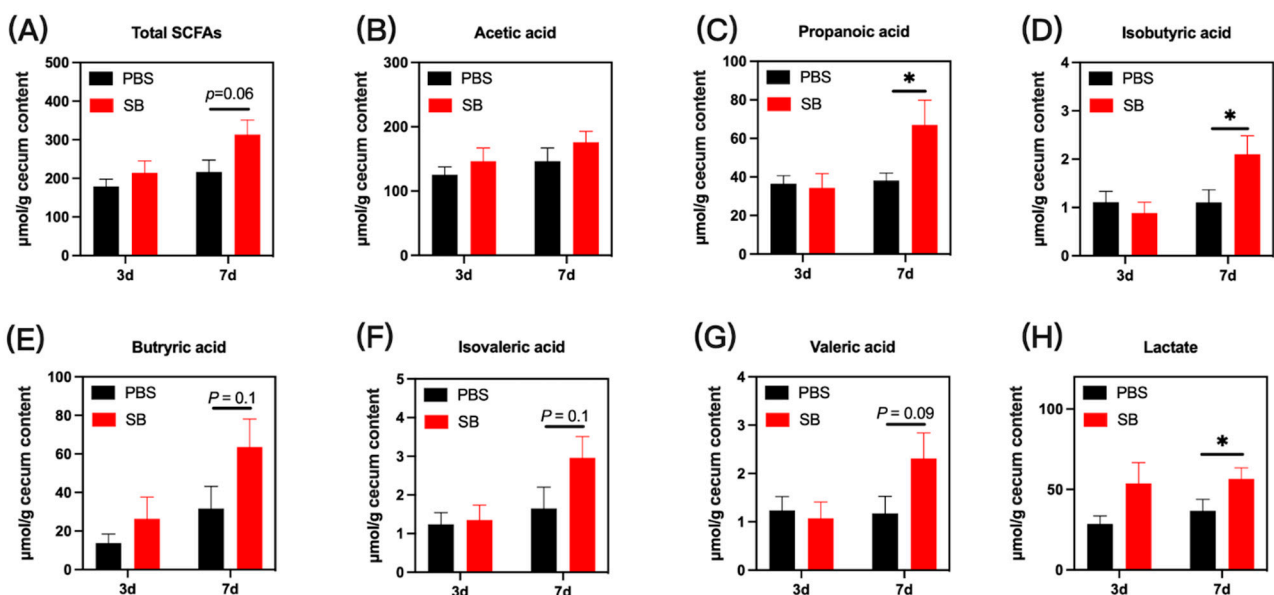 (A)
Total SCFAs
µmol/g cecum content
500
400
300
200
100
0
PBS
SB
p=0.06
3d
7d
(B)
Acetic acid
300
200
100
0
PBS
SB
3d
7d
(C)
Propanoic acid
µmol/g cecum content
100
80
60
40
20
0
PBS
SB
*
3d
7d
(D)
Isobutyric acid
µmol/g cecum content
4
3
2
1
0
PBS
SB
*
3d
7d
(E)
Butryric acid
µmol/g cecum content
100
80
60
40
20
0
PBS
SB
P = 0.1
3d
7d
(F)
Isovaleric acid
µmol/g cecum content
5
4
3
2
1
0
PBS
SB
P = 0.1
3d
7d
(G)
Valeric acid
µmol/g cecum content
4
3
2
1
0
PBS
SB
P = 0.09
3d
7d
(H)
Lactate
µmol/g cecum content
100
50
0
PBS
SB
*
3d
7d